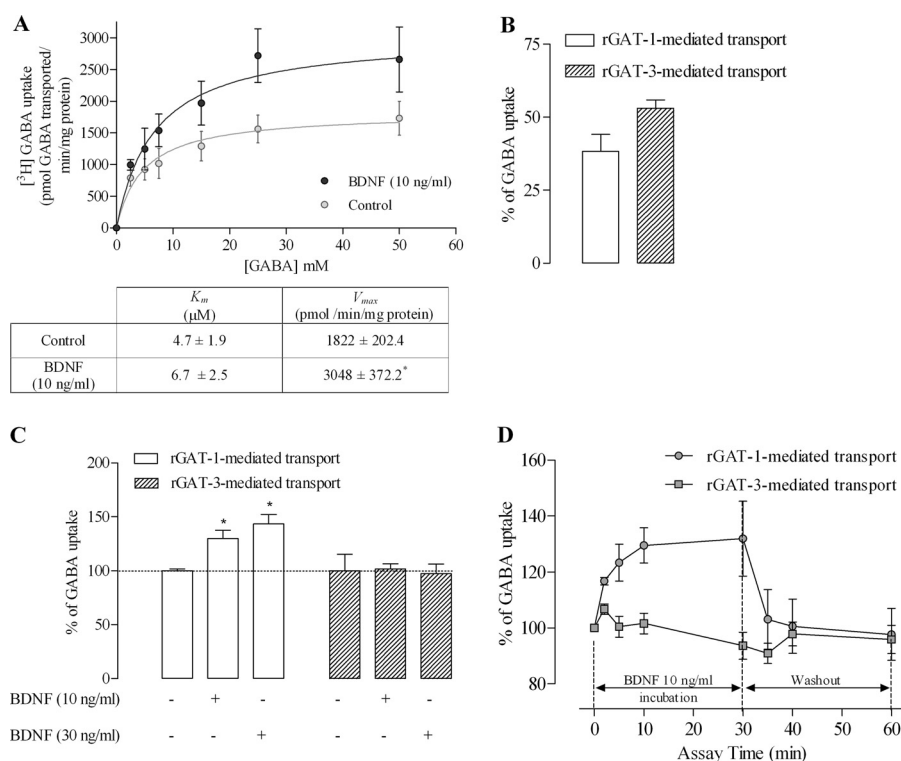 A
[³H] GABA uptake
(pmol GABA transported/
min/mg protein)
3000
2500
2000
1500
1000
500
0
BDNF (10 ng/ml)
Control
0 10 20 30 40 50 60
[GABA] mM
Km
(µM)
Vmax
(pmol /min/mg protein)
Control 4.7 ± 1.9 1822 ± 202.4
BDNF
(10 ng/ml)
6.7 ± 2.5 3048 ± 372.2*
B
rGAT-1-mediated transport
rGAT-3-mediated transport
% of GABA uptake
75
50
25
0
C
rGAT-1-mediated transport
rGAT-3-mediated transport
% of GABA uptake
200
150
100
50
0
* *
BDNF (10 ng/ml) - + - - + -
BDNF (30 ng/ml) - - + - - +
D
rGAT-1-mediated transport
rGAT-3-mediated transport
% of GABA uptake
160
140
120
100
80
BDNF 10 ng/ml
incubation
Washout
0 10 20 30 40 50 60
Assay Time (min)